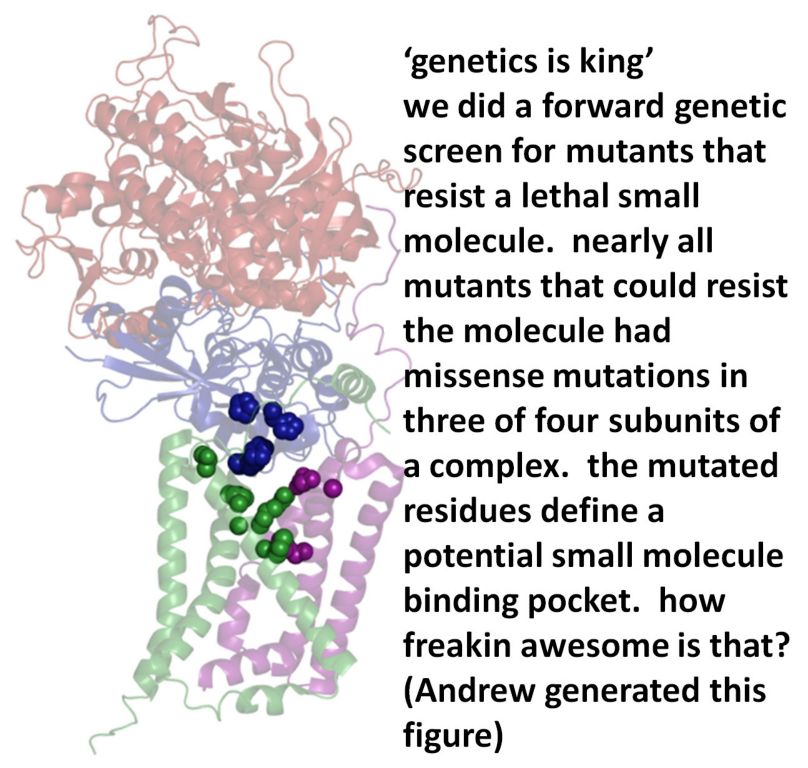 ‘genetics is king’
we did a forward genetic
screen for mutants that
resist a lethal small
molecule.  nearly all
mutants that could resist
the molecule had
missense mutations in
three of four subunits of
a complex.  the mutated
residues define a
potential small molecule
binding pocket.  how
freakin awesome is that?
(Andrew generated this
figure)